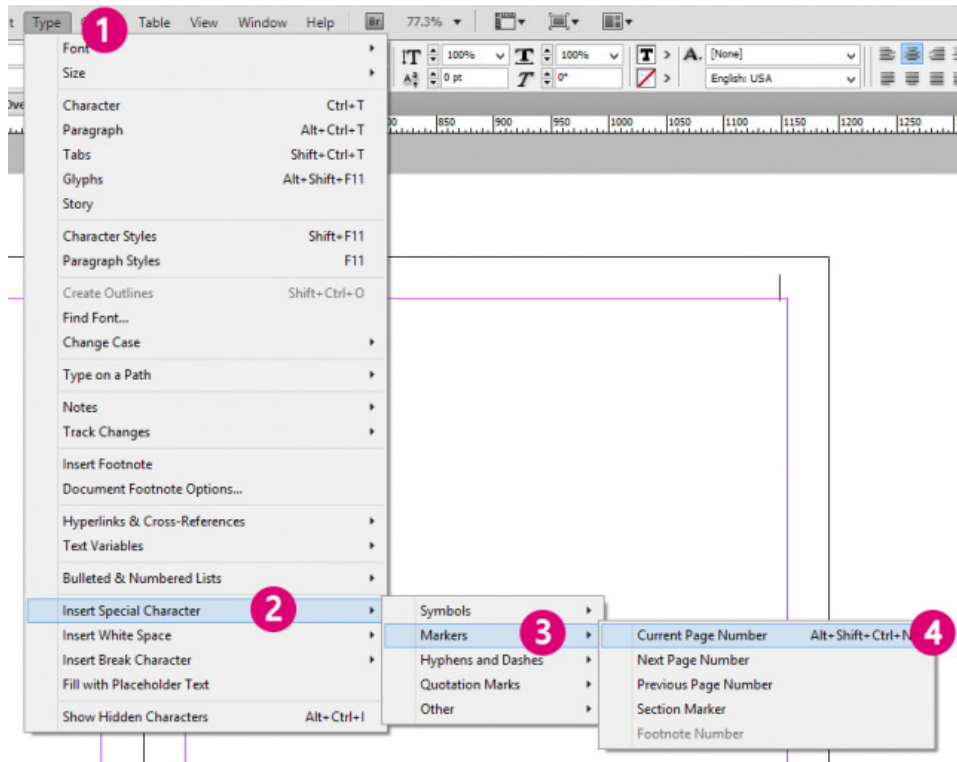 t Type Table View Window Help Br 77.3%
1
100% 100% T A. [None]
0 pt 0° English: USA
850 900 950 1000 1050 1100 1150 1200 1250
Font
Size
Character Ctrl+T
Paragraph Alt+Ctrl+T
Tabs Shift+Ctrl+T
Glyphs Alt+Shift+F11
Story
Character Styles Shift+F11
Paragraph Styles F11
Create Outlines Shift+Ctrl+O
Find Font...
Change Case
Type on a Path
Notes
Track Changes
Insert Footnote
Document Footnote Options...
Hyperlinks & Cross-References
Text Variables
Bulleted & Numbered Lists
Insert Special Character 2
Insert White Space
Insert Break Character
Fill with Placeholder Text
Show Hidden Characters Alt+Ctrl+I
Symbols
Markers 3
Hyphens and Dashes
Quotation Marks
Other
Current Page Number Alt+Shift+Ctrl+N 4
Next Page Number
Previous Page Number
Section Marker
Footnote Number